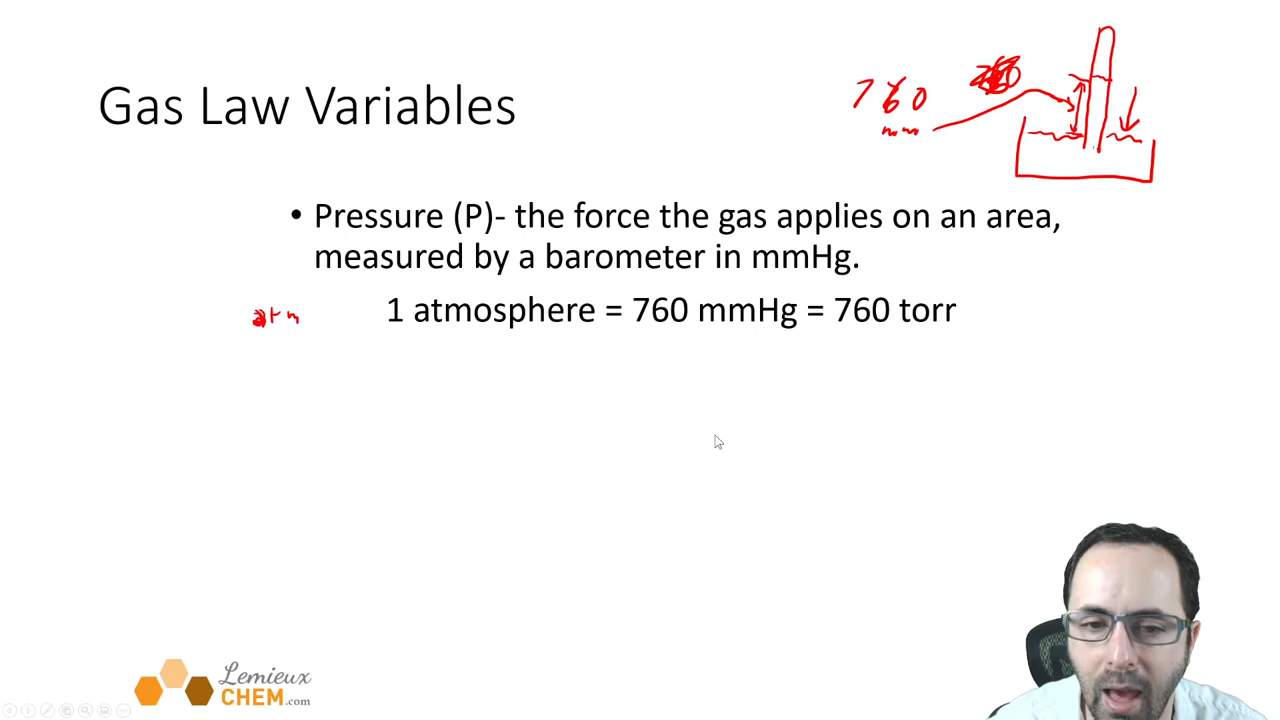 Gas Law Variables
760
mm
• Pressure (P)- the force the gas applies on an area,
measured by a barometer in mmHg.
atm
1 atmosphere = 760 mmHg = 760 torr
Lemieux
CHEM.com